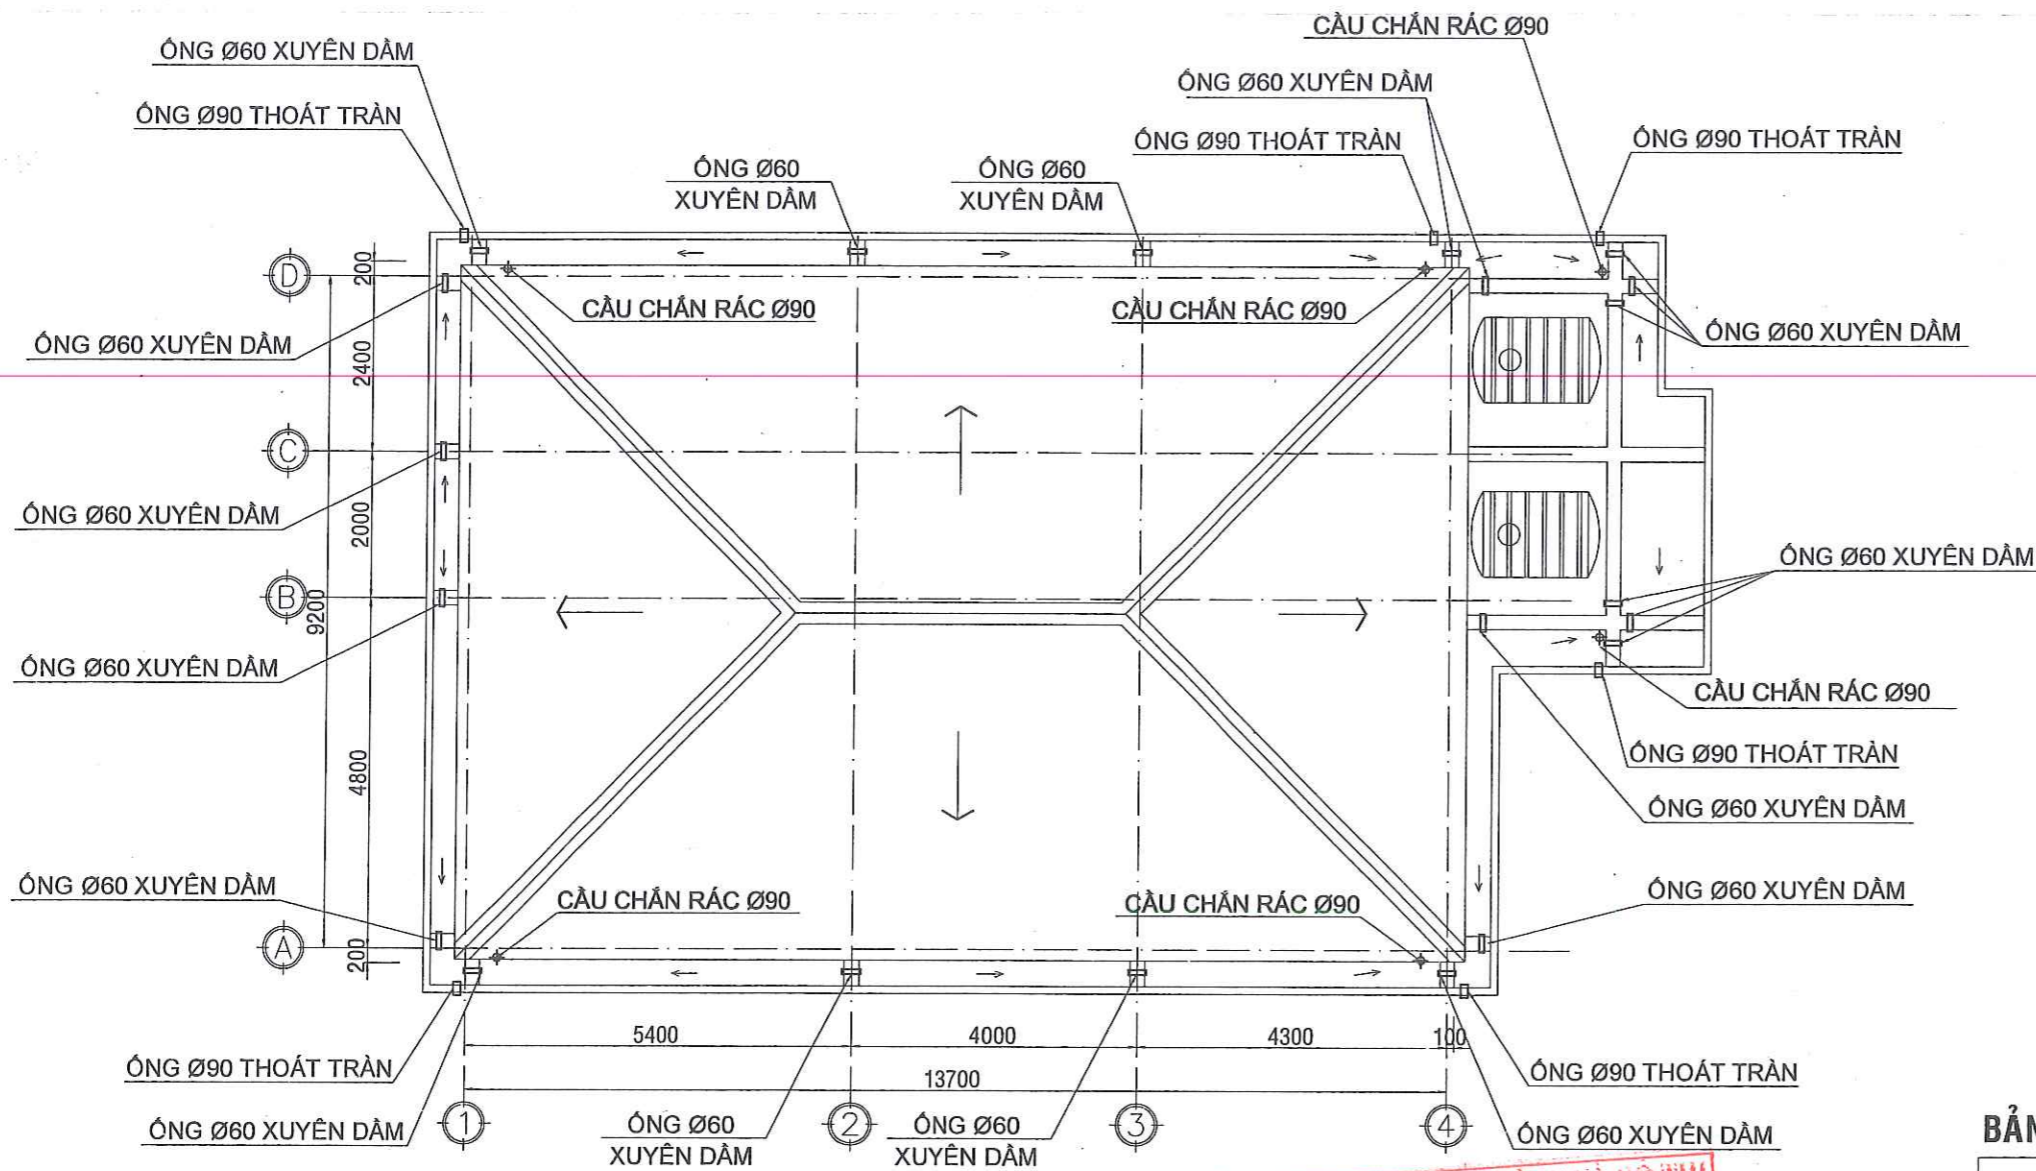 CẦU CHẮN RÁC Ø90
ỐNG Ø60 XUYÊN DẦM
ỐNG Ø60 XUYÊN DẦM
ỐNG Ø90 THOÁT TRÀN
ỐNG Ø90 THOÁT TRÀN
ỐNG Ø90 THOÁT TRÀN
ỐNG Ø60
XUYÊN DẦM
ỐNG Ø60
XUYÊN DẦM
D
200
CẦU CHẮN RÁC Ø90
CẦU CHẮN RÁC Ø90
ỐNG Ø60 XUYÊN DẦM
ỐNG Ø60 XUYÊN DẦM
2400
C
ỐNG Ø60 XUYÊN DẦM
2000
ỐNG Ø60 XUYÊN DẦM
B
9200
ỐNG Ø60 XUYÊN DẦM
CẦU CHẮN RÁC Ø90
ỐNG Ø90 THOÁT TRÀN
4800
ỐNG Ø60 XUYÊN DẦM
ỐNG Ø60 XUYÊN DẦM
CẦU CHẮN RÁC Ø90
CẦU CHẮN RÁC Ø90
ỐNG Ø60 XUYÊN DẦM
A
200
5400
4000
4300
100
ỐNG Ø90 THOÁT TRÀN
13700
ỐNG Ø90 THOÁT TRÀN
1
2
3
4
ỐNG Ø60 XUYÊN DẦM
ỐNG Ø60
XUYÊN DẦM
ỐNG Ø60
XUYÊN DẦM
ỐNG Ø60 XUYÊN DẦM